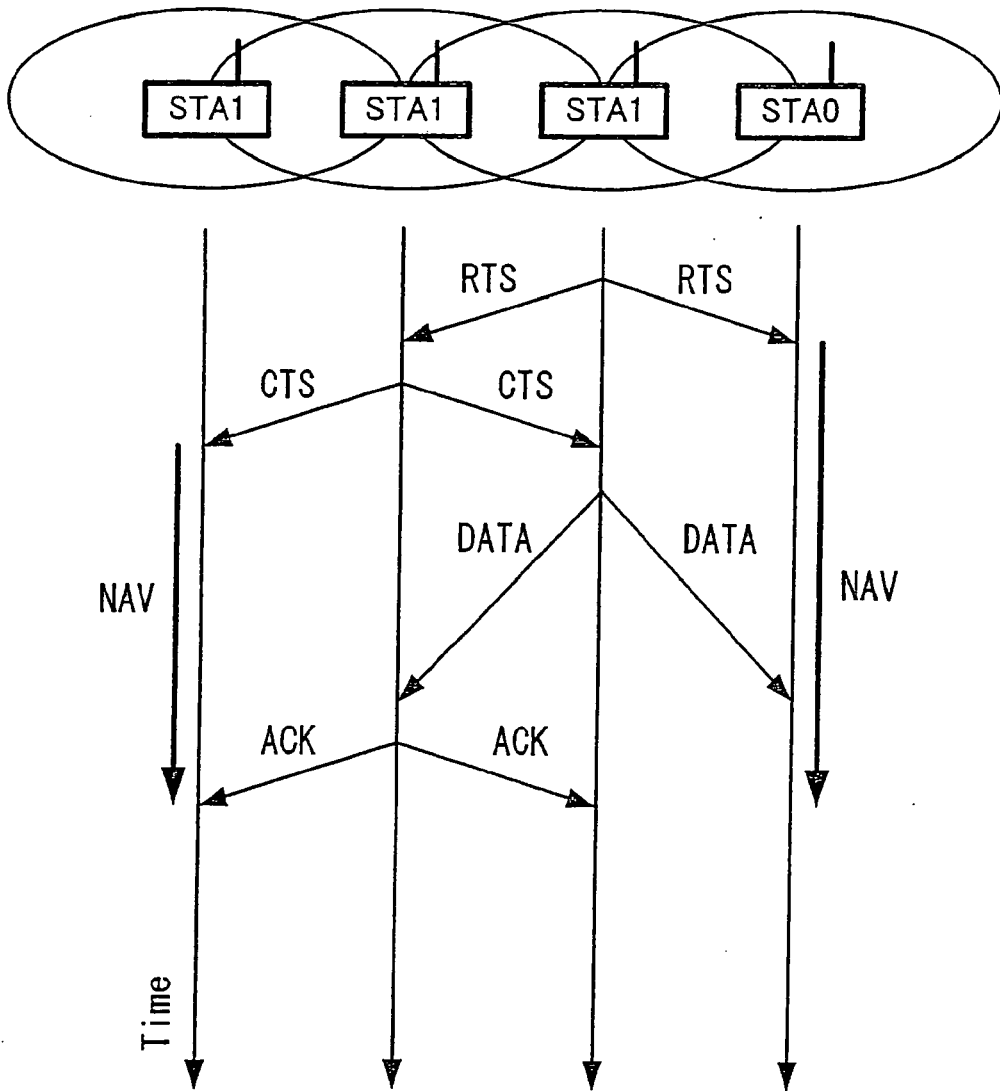 STA1 STA1 STA1 STA0
RTS RTS
CTS CTS
DATA DATA
NAV NAV
ACK ACK
Time